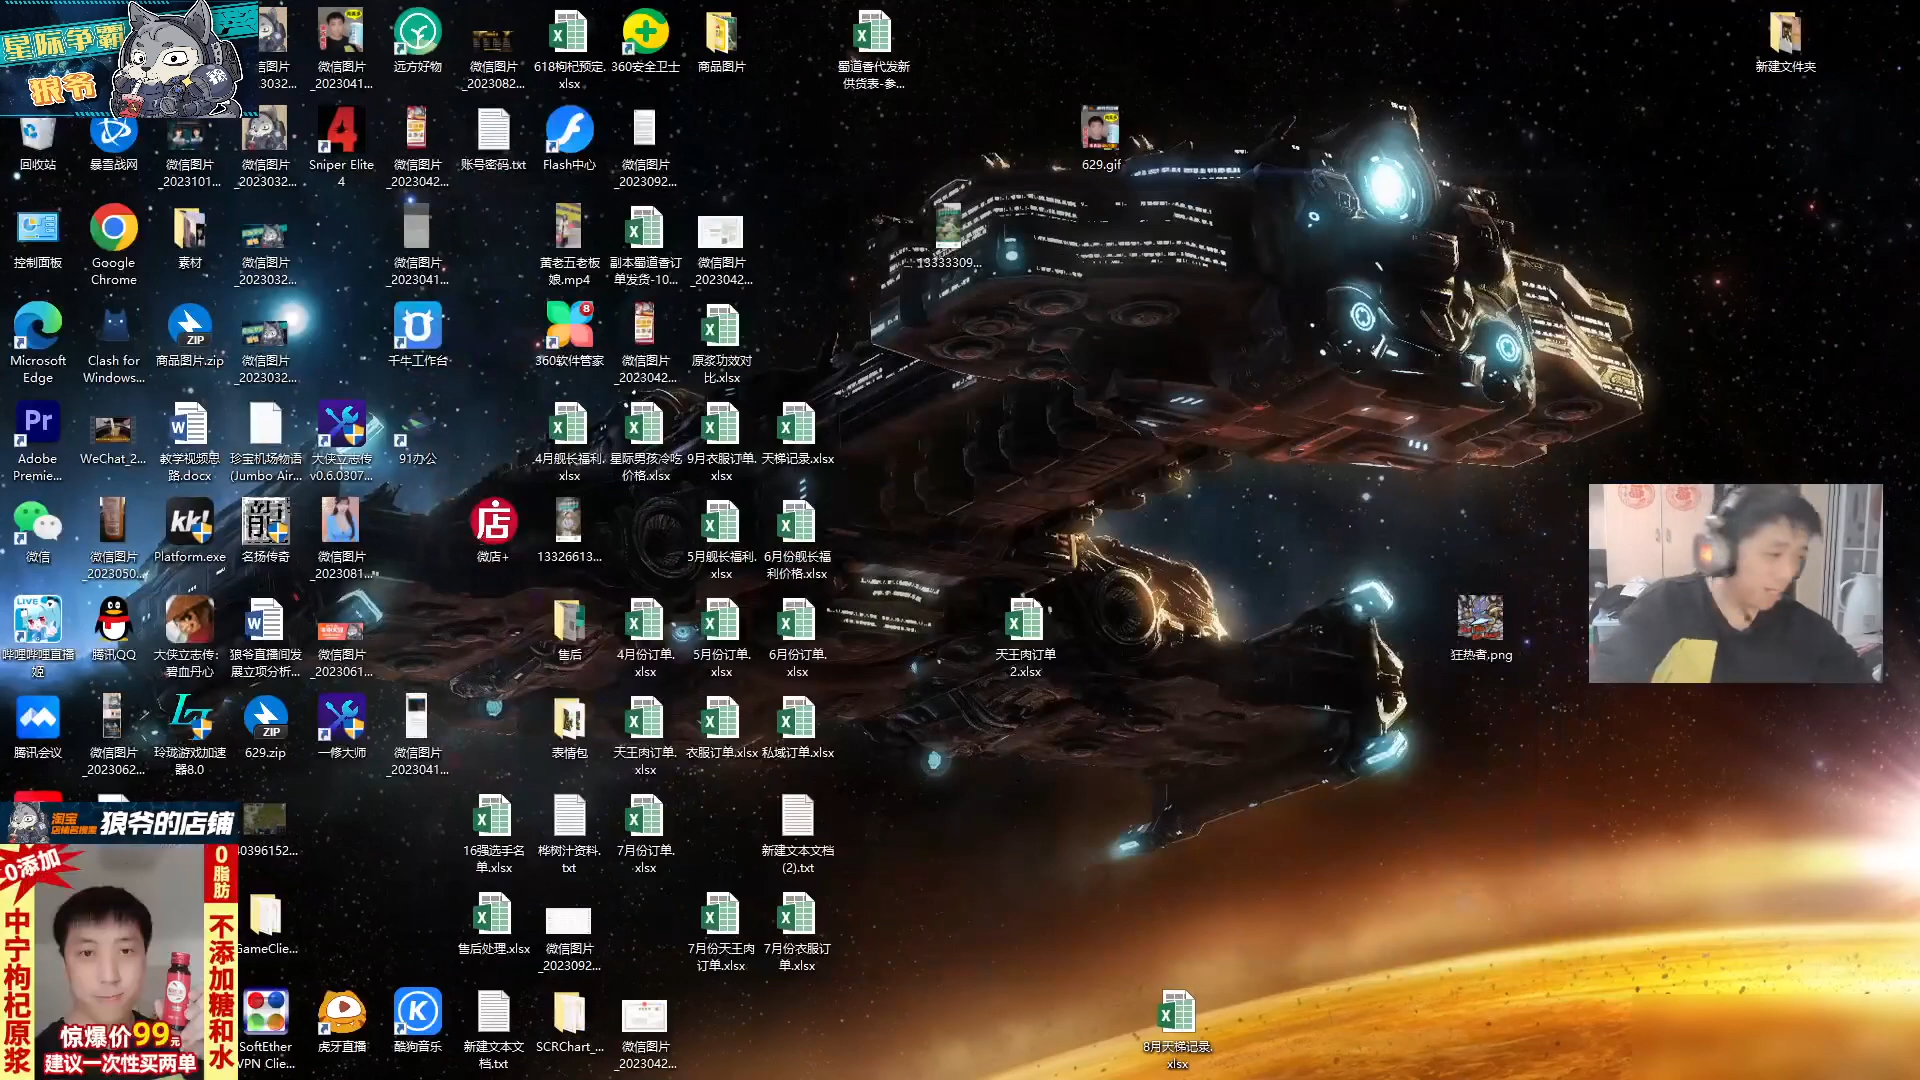 星际争霸
狼爷
信图片
3032...
微信图片
_2023041...
远方好物
微信图片
_2023082...
618枸杞预定.
xlsx
360安全卫士
商品图片
蜀道香代发新
供货表-参...
新建文件夹
回收站
暴雪战网
微信图片
_2023101...
微信图片
_2023032...
4
Sniper Elite
4
微信图片
_2023042...
账号密码.txt
Flash中心
微信图片
_2023092...
629.gif
控制面板
Google
Chrome
素材
微信图片
_2023032...
微信图片
_2023041...
黄老五老板
娘.mp4
副本蜀道香订
单发货-10...
微信图片
_2023042...
13333309...
Microsoft
Edge
Clash for
Windows...
ZIP
商品图片.zip
微信图片
_2023032...
千牛工作台
8
360软件管家
微信图片
_2023042...
原浆功效对
比.xlsx
Pr
Adobe
Premie...
WeChat_2...
教学视频思
路.docx
珍宝机场物语
(Jumbo Air...
大侠立志传
v0.6.0307...
91办公
4月舰长福利.
xlsx
星际男孩冷吃
价格.xlsx
9月衣服订单.
xlsx
天梯记录.xlsx
微信
微信图片
_2023050...
kk!
Platform.exe
龍
名扬传奇
微信图片
_2023081...
店
微店+
13326613...
5月舰长福利.
xlsx
6月份舰长福
利价格.xlsx
LIVE
哔哩哔哩直播
姬
腾讯QQ
大侠立志传：
碧血丹心
狼爷直播间发
展立项分析...
微信图片
_2023061...
售后
4月份订单.
xlsx
5月份订单.
xlsx
6月份订单.
xlsx
天王肉订单
2.xlsx
狂热者.png
腾讯会议
微信图片
_2023062...
玲珑游戏加速
器8.0
ZIP
629.zip
一修大师
微信图片
_2023041...
表情包
天王肉订单.
xlsx
衣服订单.xlsx
私域订单.xlsx
淘宝
狼爷的店铺
40396152...
16强选手名
单.xlsx
桦树汁资料.
txt
7月份订单.
xlsx
新建文本文档
(2).txt
0添加
0脂肪
中宁枸杞原浆
不添加糖和水
惊爆价99元
建议一次性买两单
GameClie...
售后处理.xlsx
微信图片
_2023092...
7月份天王肉
订单.xlsx
7月份衣服订
单.xlsx
SoftEther
VPN Clie...
虎牙直播
K
酷狗音乐
新建文本文
档.txt
SCRChart_...
微信图片
_2023042...
8月天梯记录.
xlsx